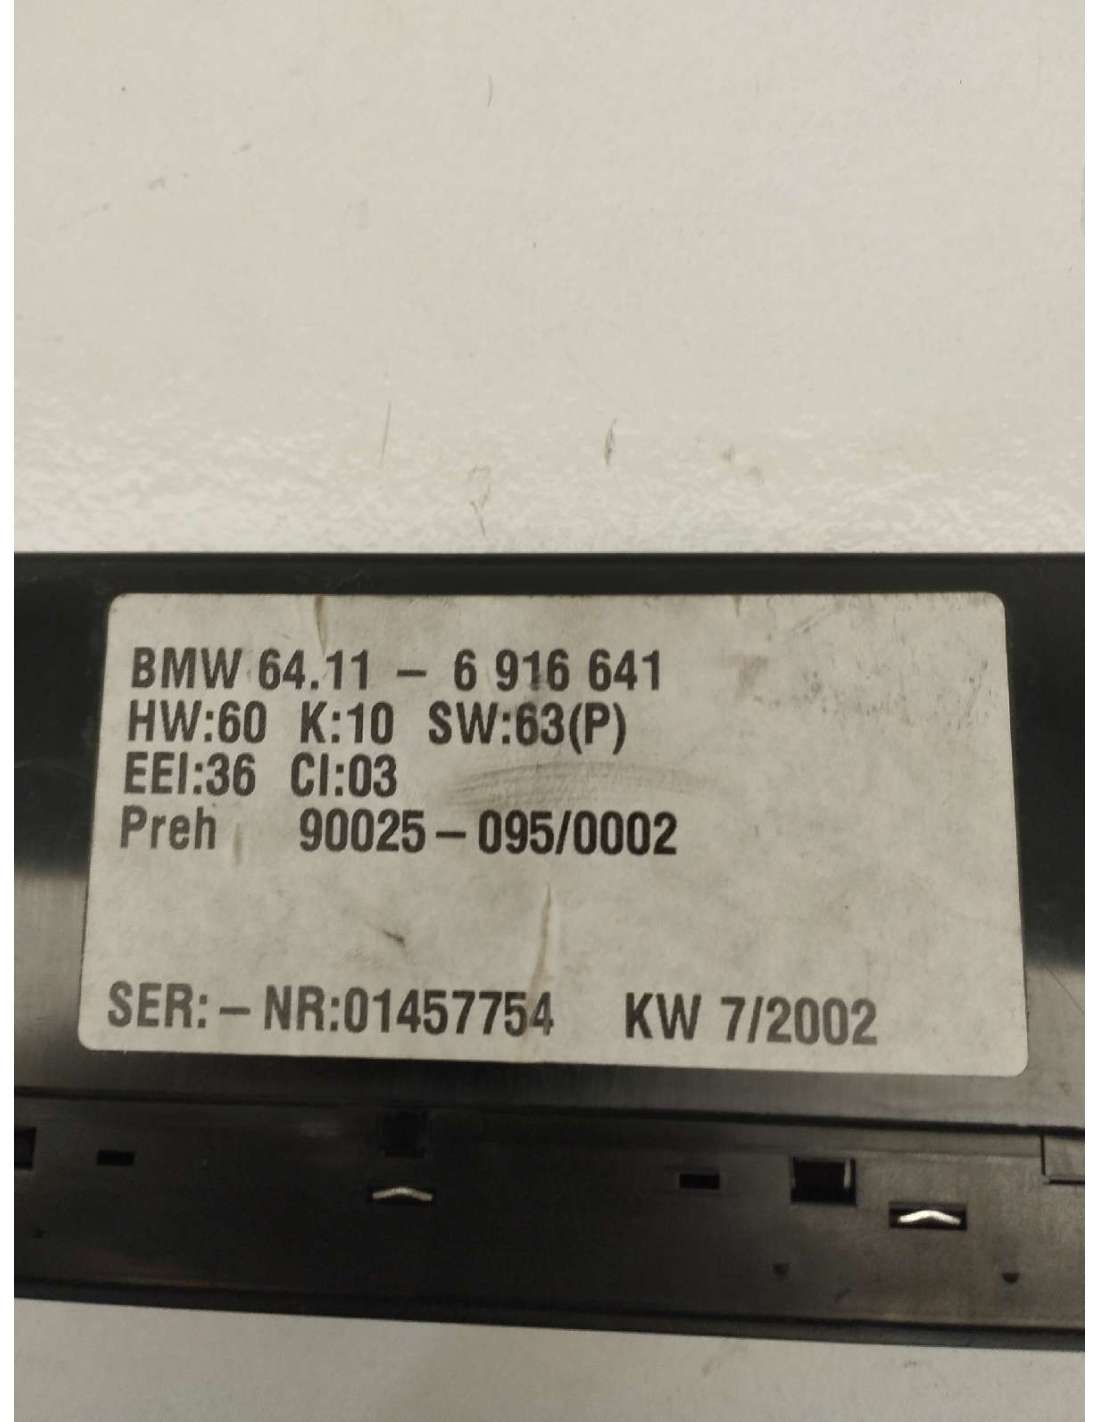 BMW 64.11 – 6 916 641
HW:60 K:10 SW:63(P)
EEI:36 CI:03
Preh 90025–095/0002
SER:–NR:01457754 KW 7/2002